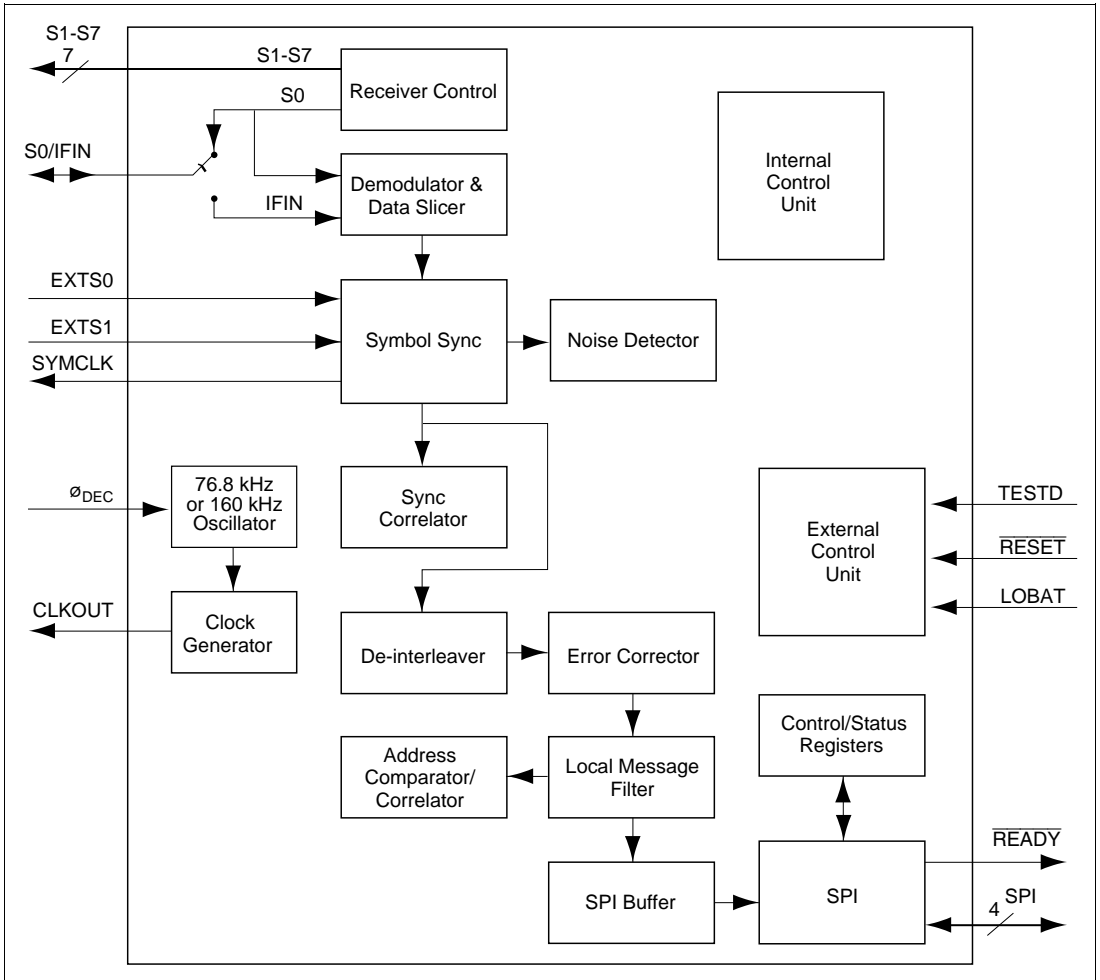 S1-S7
7
S1-S7
Receiver Control
S0
S0/IFIN
Demodulator &
Data Slicer
IFIN
Internal
Control
Unit
EXTS0
EXTS1
SYMCLK
Symbol Sync
Noise Detector
øDEC
76.8 kHz
or 160 kHz
Oscillator
Sync
Correlator
External
Control
Unit
TESTD
RESET
LOBAT
CLKOUT
Clock
Generator
De-interleaver
Error Corrector
Control/Status
Registers
Address
Comparator/
Correlator
Local Message
Filter
READY
SPI Buffer
SPI
4
SPI